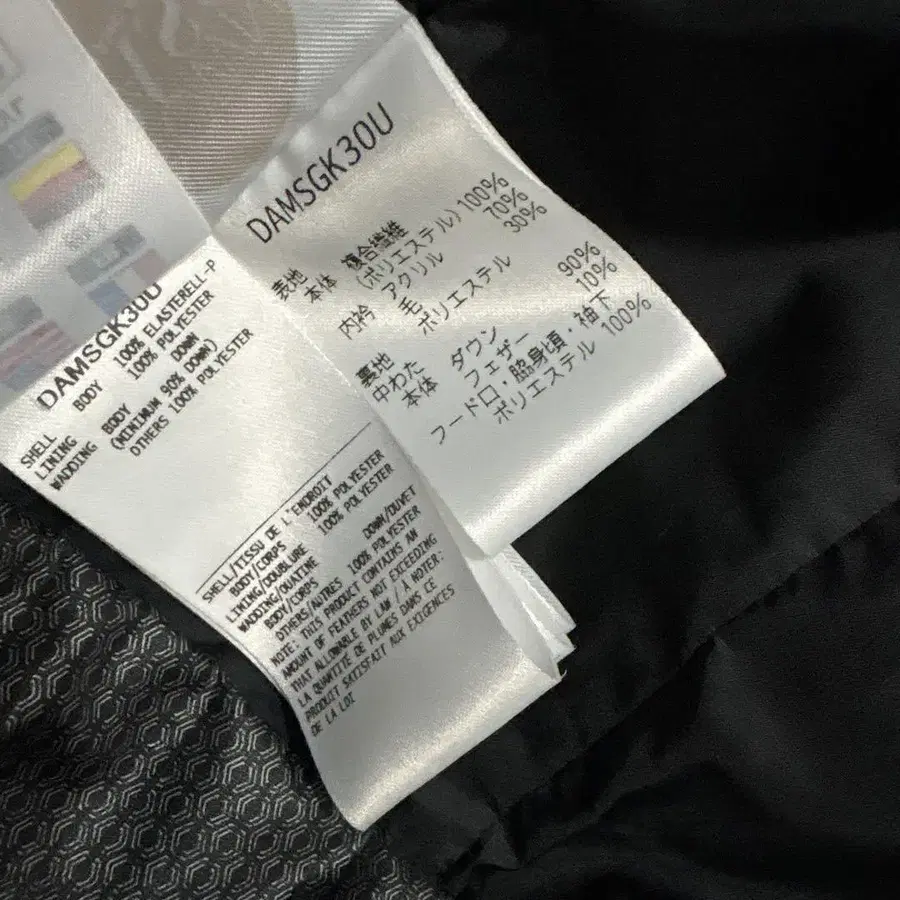 DAMSGK30U
表地
本体 複合繊維
(ポリエステル) 100%
内衿 アクリル 70%
毛 30%
裏地 ポリエステル
中わた
本体 ダウン 90%
フェザー 10%
フード口・脇身頃・袖下
ポリエステル 100%
DAMSGK30U
SHELL BODY 100% ELASTERELL-P
LINING 100% POLYESTER
WADDING BODY DOWN
(MINIMUM 90% DOWN)
OTHERS 100% POLYESTER
SHELL/TISSU DE L'ENDROIT
BODY/CORPS 100% POLYESTER
LINING/DOUBLURE 100% POLYESTER
WADDING/OUATINE
BODY/CORPS DOWN/DUVET
OTHERS/AUTRES 100% POLYESTER
NOTE: THIS PRODUCT CONTAINS AN
AMOUNT OF FEATHERS NOT EXCEEDING
THAT ALLOWABLE BY LAW / À NOTER:
LA QUANTITE DE PLUMES DANS CE
PRODUIT SATISFAIT AUX EXIGENCES
DE LA LOI